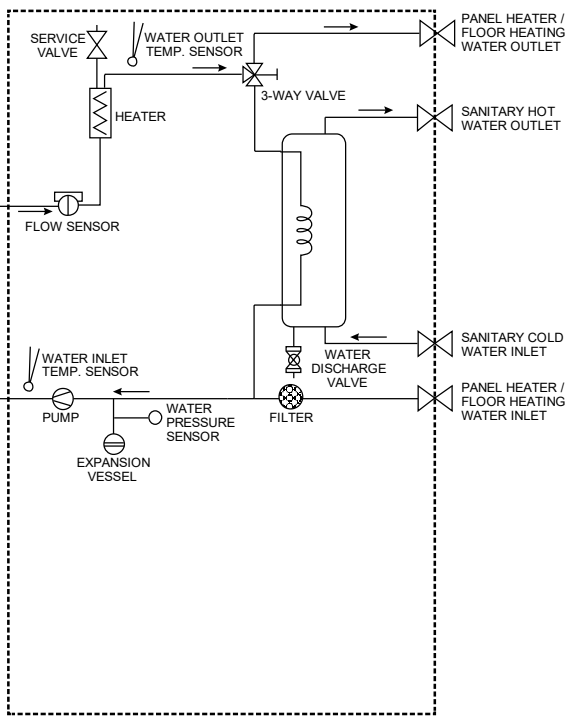 PANEL HEATER /
FLOOR HEATING
WATER OUTLET
SERVICE
VALVE
WATER OUTLET
TEMP. SENSOR
3-WAY VALVE
HEATER
SANITARY HOT
WATER OUTLET
FLOW SENSOR
WATER INLET
TEMP. SENSOR
WATER
DISCHARGE
VALVE
SANITARY COLD
WATER INLET
PANEL HEATER /
FLOOR HEATING
WATER INLET
PUMP
WATER
PRESSURE
SENSOR
FILTER
EXPANSION
VESSEL